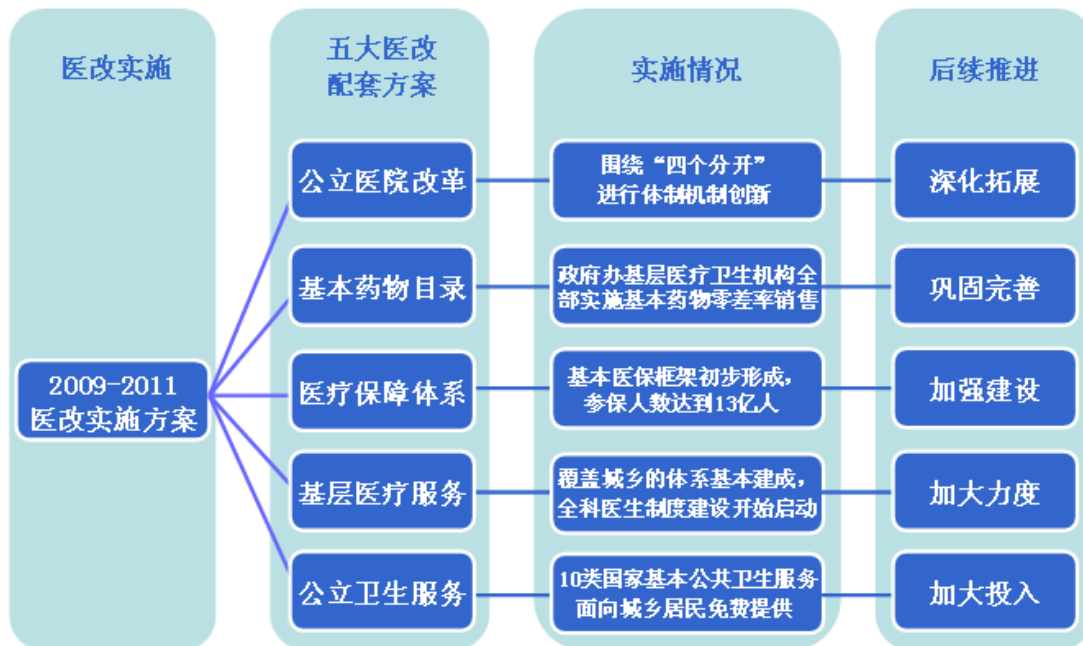 医改实施
五大医改
配套方案
实施情况
后续推进
2009-2011
医改实施方案
公立医院改革
围绕“四个分开”
进行体制机制创新
深化拓展
基本药物目录
政府办基层医疗卫生机构全
部实施基本药物零差率销售
巩固完善
医疗保障体系
基本医保框架初步形成，
参保人数达到13亿人
加强建设
基层医疗服务
覆盖城乡的体系基本建成，
全科医生制度建设开始启动
加大力度
公立卫生服务
10类国家基本公共卫生服务
面向城乡居民免费提供
加大投入